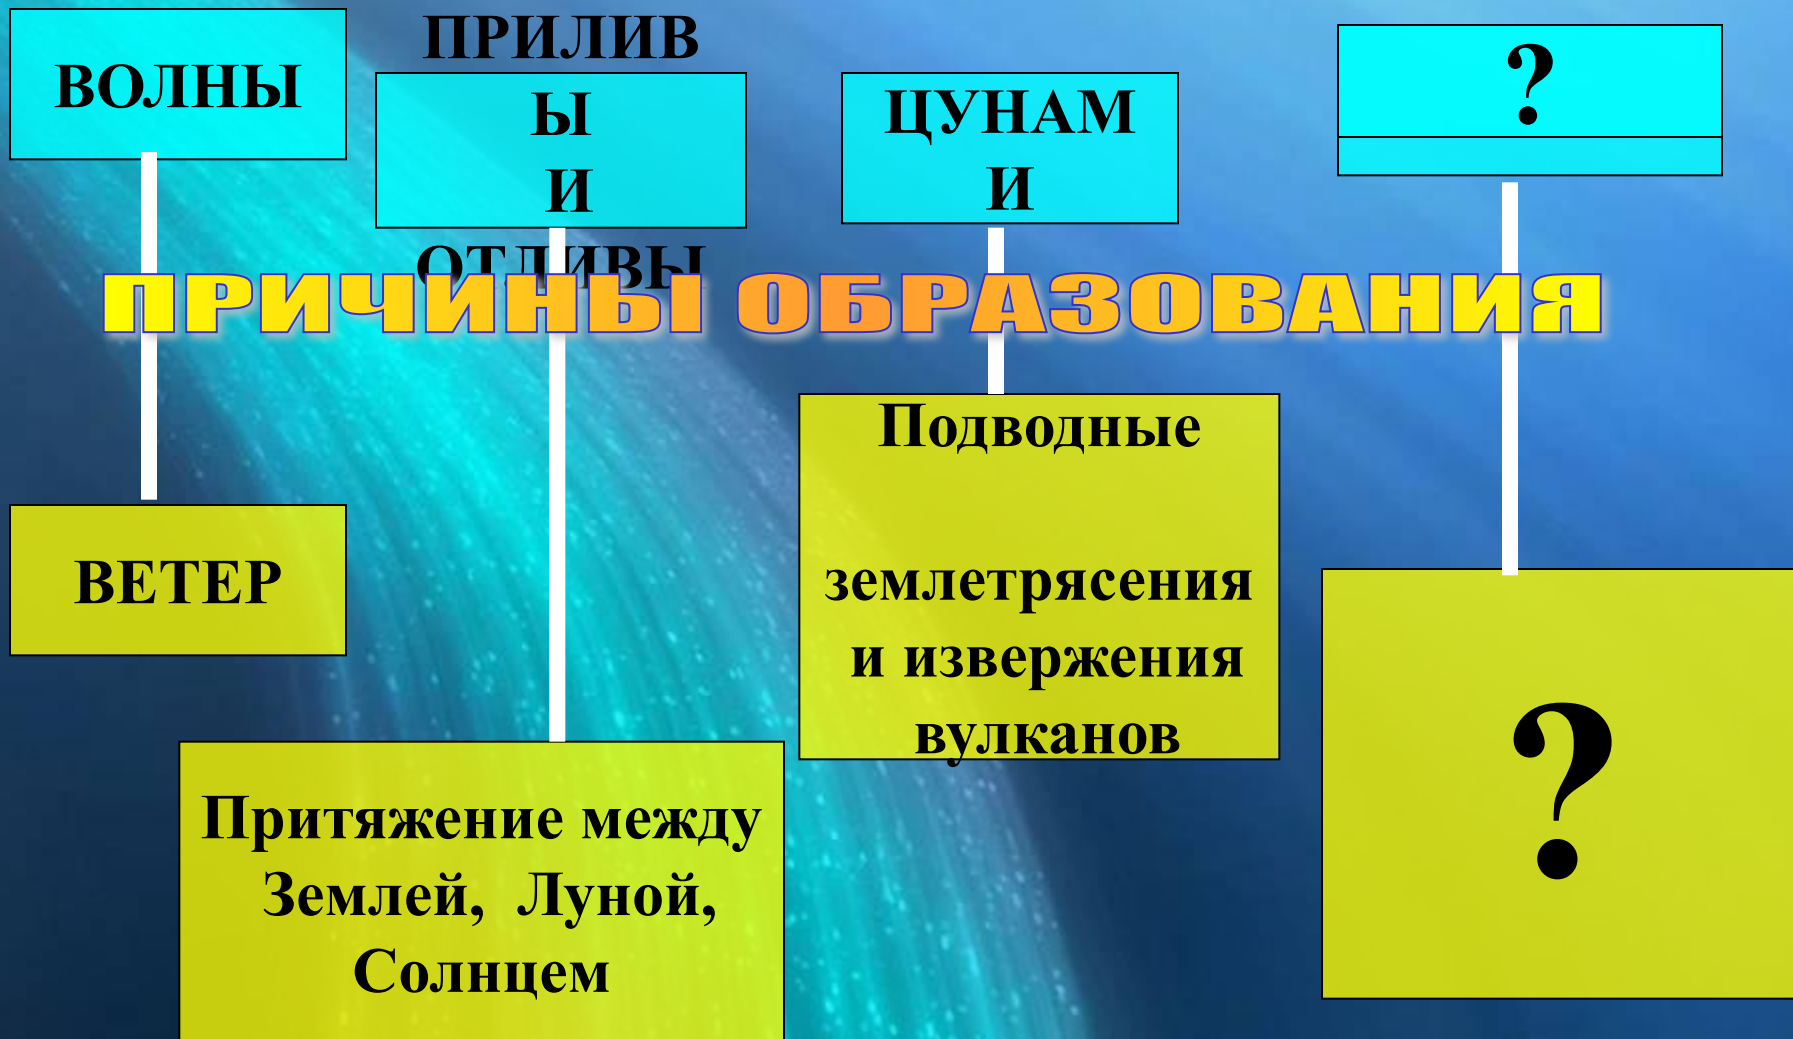 ВОЛНЫ
ПРИЛИВ
Ы
И
ОТЛИВЫ
ЦУНАМ
И
?
ПРИЧИНЫ ОБРАЗОВАНИЯ
ВЕТЕР
Притяжение между
Землей, Луной,
Солнцем
Подводные
землетрясения
и извержения
вулканов
?